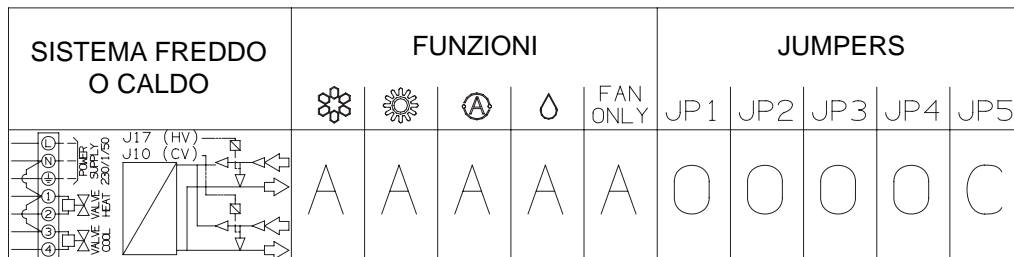 SISTEMA FREDDO
O CALDO
FUNZIONI
JUMPERS
A
FAN
ONLY
JP1 JP2 JP3 JP4 JP5
L
N
1
2
3
4
POWER
SUPPLY
230/1/50
VALVE
HEAT
VALVE
COOL
J17 (HV)
J10 (CV)
A A A A A O O O O C